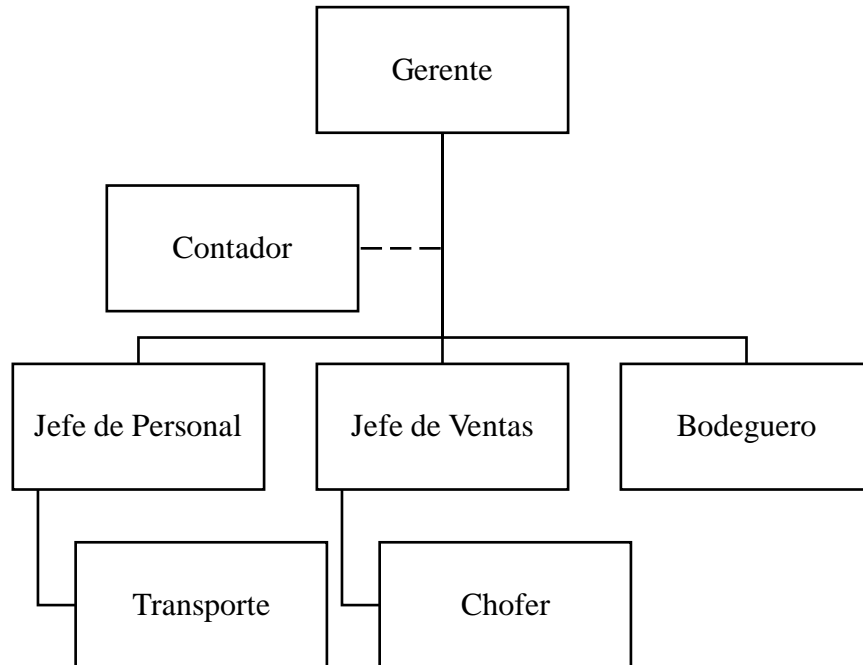 Gerente
Contador
Jefe de Personal
Jefe de Ventas
Bodeguero
Transporte
Chofer